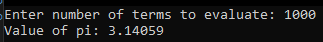 Enter number of terms to evaluate: 1000
Value of pi: 3.14059